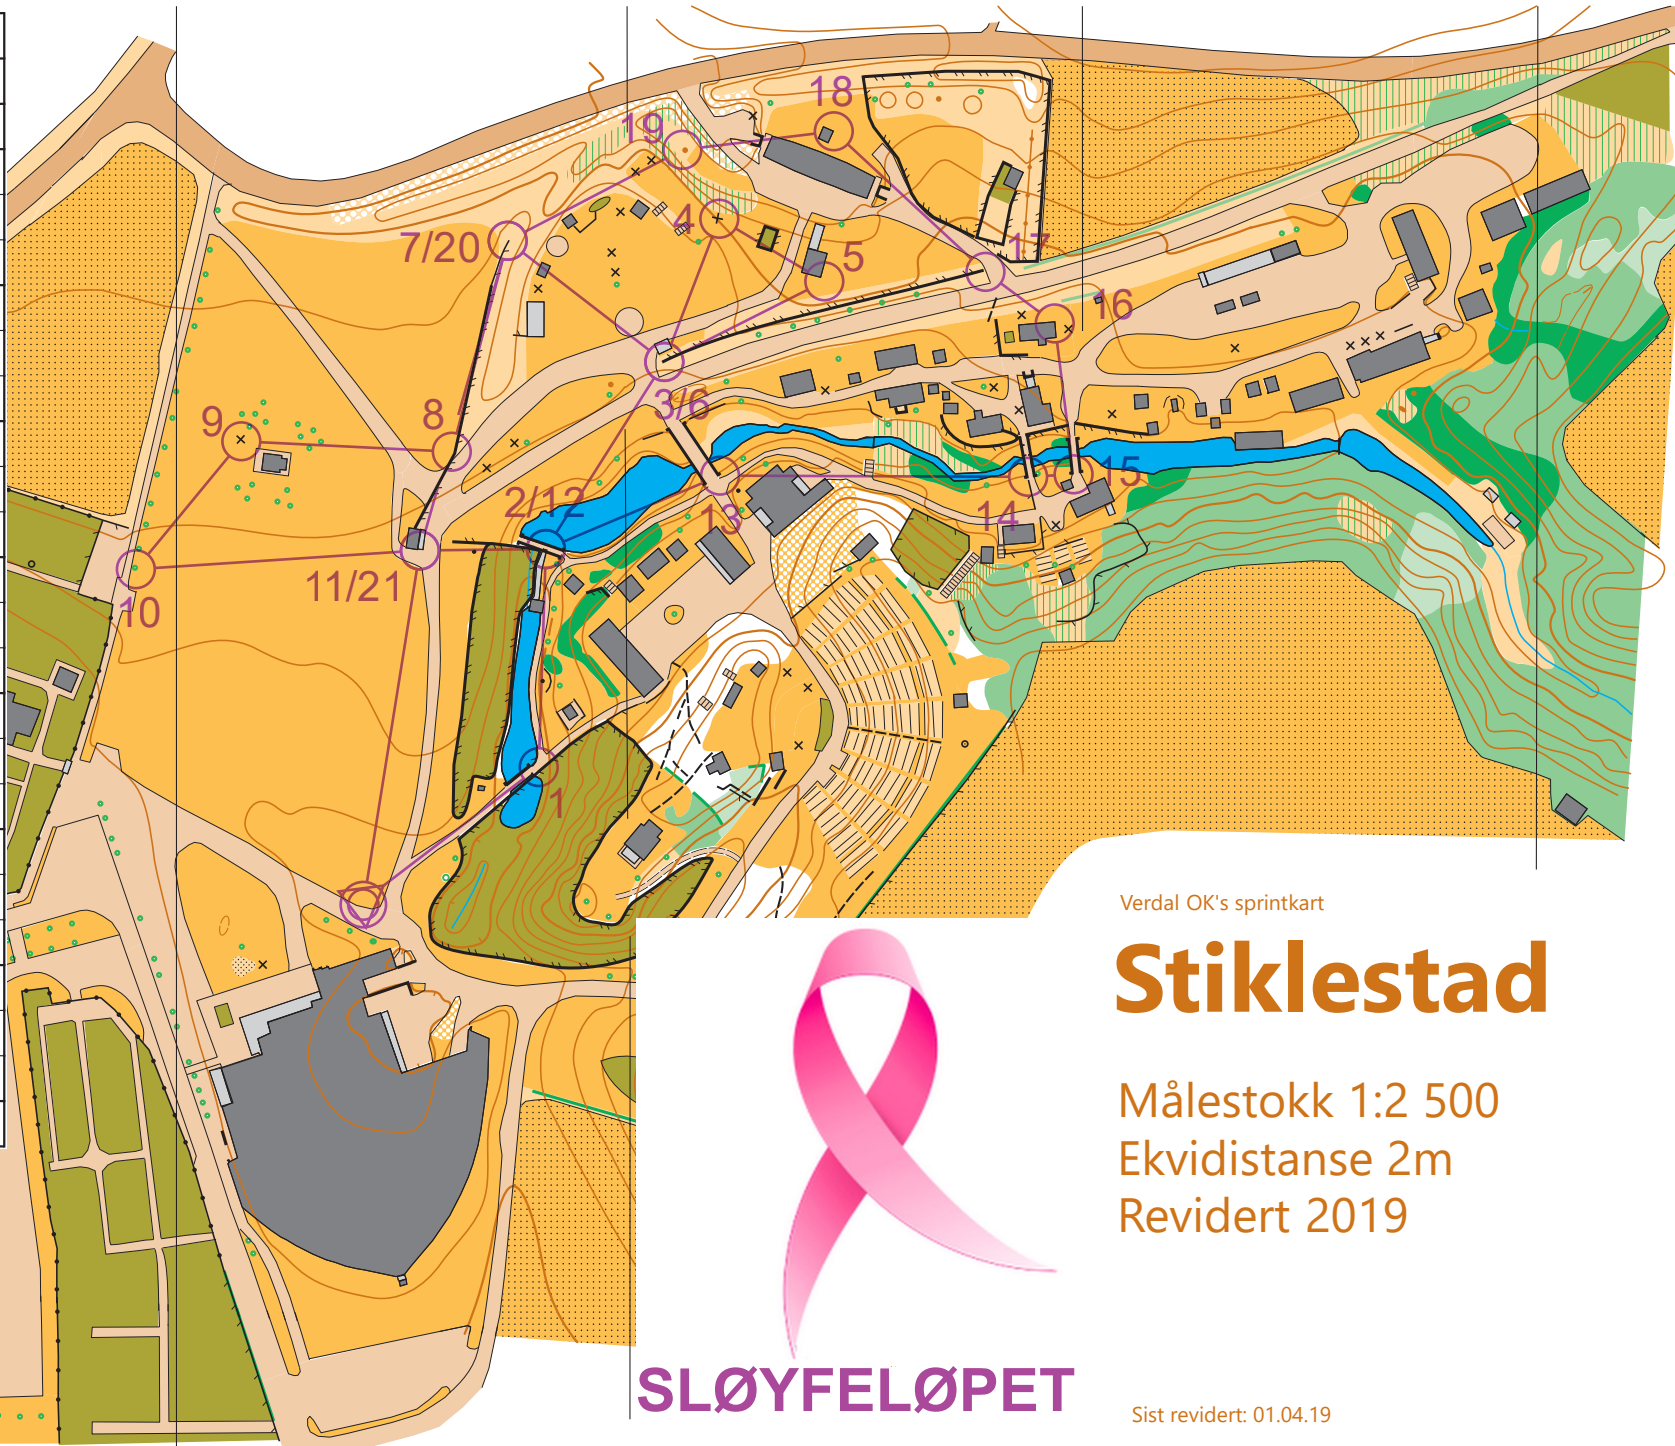 18
19
4
7/20
5
17
16
3/6
8
9
2/12
13
15
14
11/21
10
1
Verdal OK's sprintkart
Stiklestad
Målestokk 1:2 500
Ekvidistanse 2m
Revidert 2019
SLØYFELØPET
Sist revidert: 01.04.19